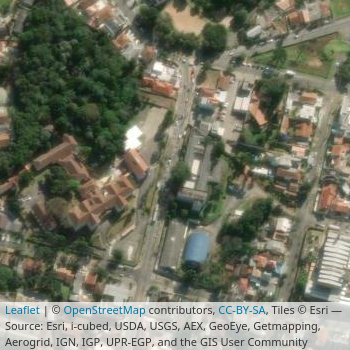 Leaflet | © OpenStreetMap contributors, CC-BY-SA, Tiles © Esri —
Source: Esri, i-cubed, USDA, USGS, AEX, GeoEye, Getmapping,
Aerogrid, IGN, IGP, UPR-EGP, and the GIS User Community